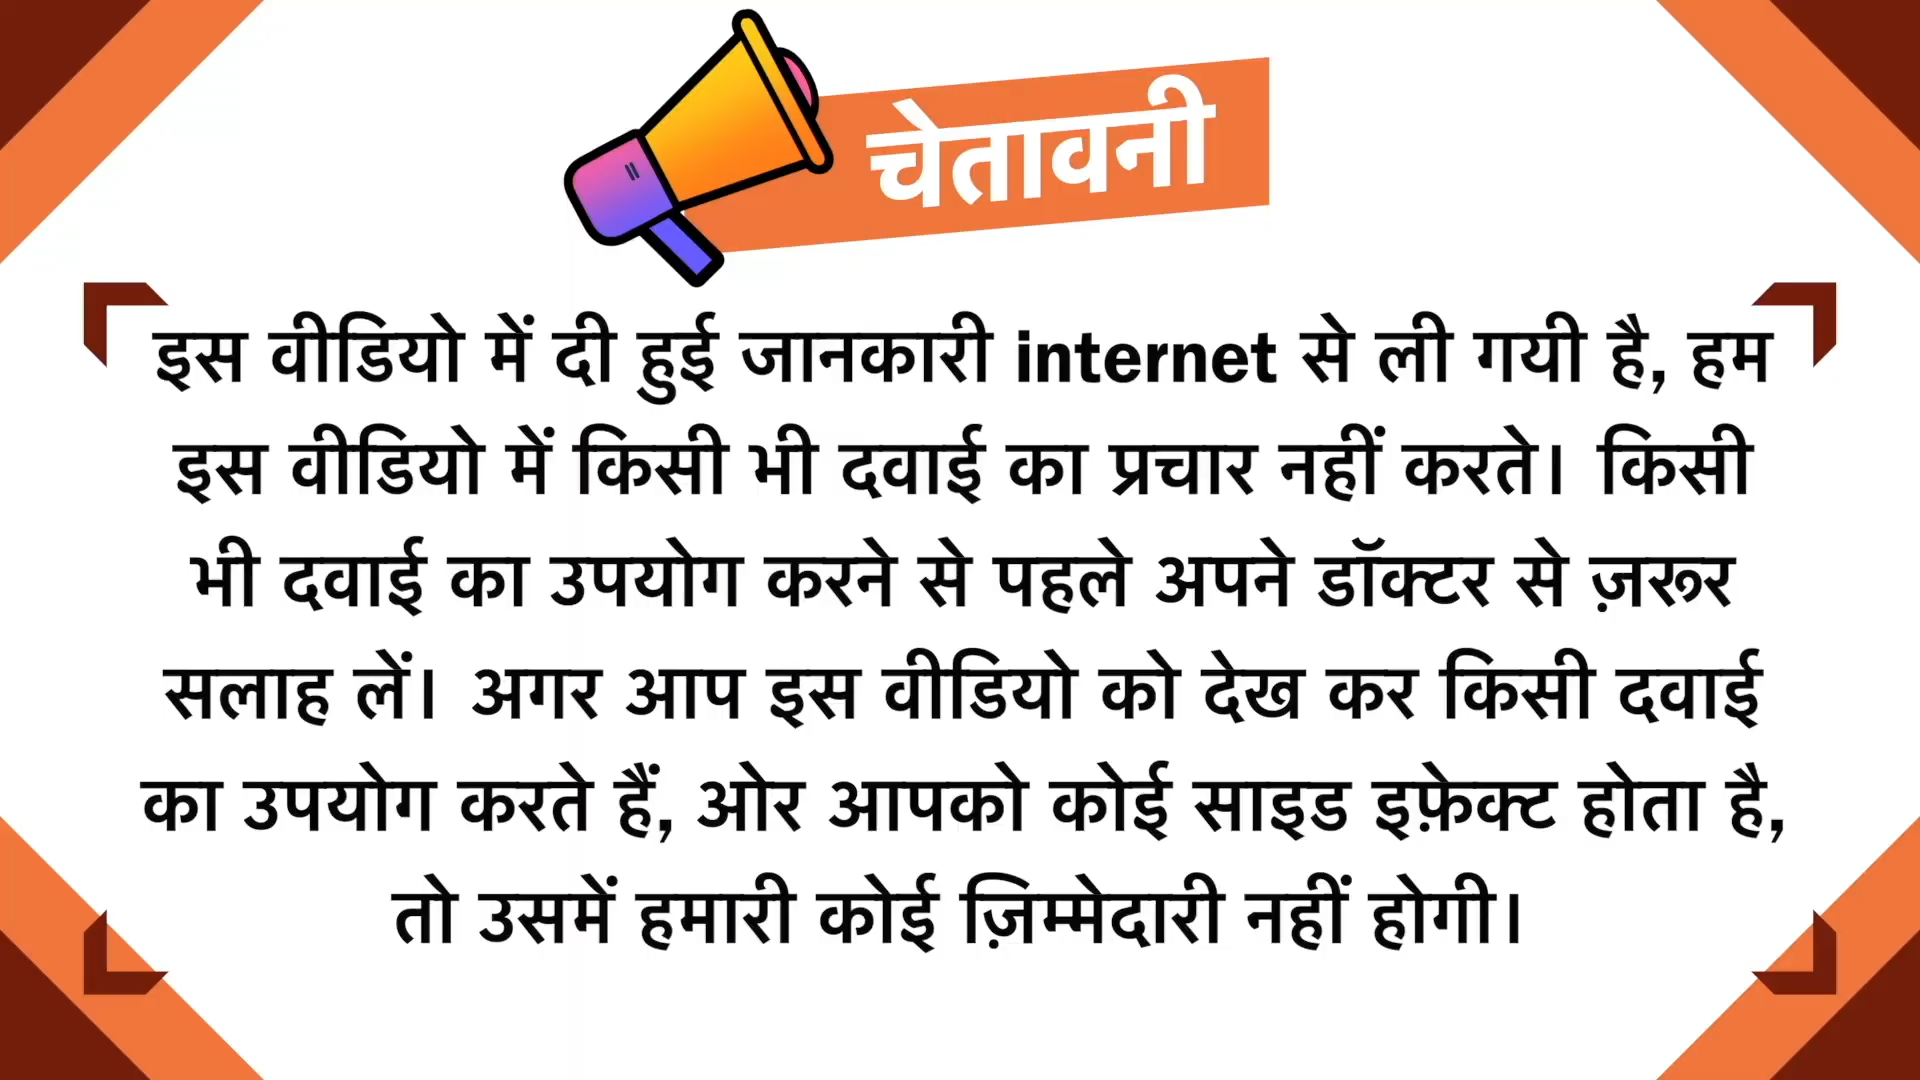 चेतावनी
इस वीडियो में दी हुई जानकारी internet से ली गयी है, हम
इस वीडियो में किसी भी दवाई का प्रचार नहीं करते। किसी
भी दवाई का उपयोग करने से पहले अपने डॉक्टर से ज़रूर
सलाह लें। अगर आप इस वीडियो को देख कर किसी दवाई
का उपयोग करते हैं, ओर आपको कोई साइड इफ़ेक्ट होता है,
तो उसमें हमारी कोई ज़िम्मेदारी नहीं होगी।